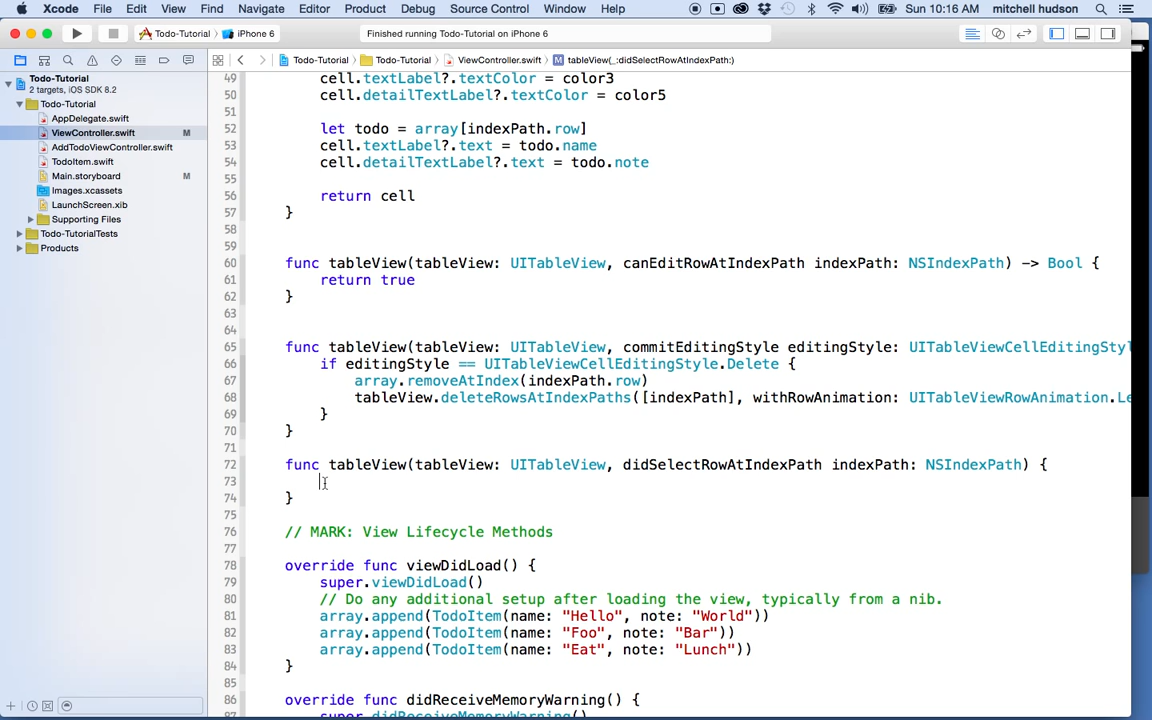 Xcode File Edit View Find Navigate Editor Product Debug Source Control Window Help Sun 10:16 AM mitchell hudson
Todo-Tutorial iPhone 6 Finished running Todo-Tutorial on iPhone 6
Todo-Tutorial Todo-Tutorial ViewController.swift M tableView(_:didSelectRowAtIndexPath:)
Todo-Tutorial
2 targets, iOS SDK 8.2
Todo-Tutorial
AppDelegate.swift
ViewController.swift M
AddTodoViewController.swift
TodoItem.swift
Main.storyboard M
Images.xcassets
LaunchScreen.xib
Supporting Files
Todo-TutorialTests
Products
49 cell.textLabel?.textColor = color3
50 cell.detailTextLabel?.textColor = color5
51
52 let todo = array[indexPath.row]
53 cell.textLabel?.text = todo.name
54 cell.detailTextLabel?.text = todo.note
55
56 return cell
57 }
58
59
60 func tableView(tableView: UITableView, canEditRowAtIndexPath indexPath: NSIndexPath) -> Bool {
61 return true
62 }
63
64
65 func tableView(tableView: UITableView, commitEditingStyle editingStyle: UITableViewCellEditingStyl
66 if editingStyle == UITableViewCellEditingStyle.Delete {
67 array.removeAtIndex(indexPath.row)
68 tableView.deleteRowsAtIndexPaths([indexPath], withRowAnimation: UITableViewRowAnimation.Le
69 }
70 }
71
72 func tableView(tableView: UITableView, didSelectRowAtIndexPath indexPath: NSIndexPath) {
73
74 }
75
76 // MARK: View Lifecycle Methods
77
78 override func viewDidLoad() {
79 super.viewDidLoad()
80 // Do any additional setup after loading the view, typically from a nib.
81 array.append(TodoItem(name: "Hello", note: "World"))
82 array.append(TodoItem(name: "Foo", note: "Bar"))
83 array.append(TodoItem(name: "Eat", note: "Lunch"))
84 }
85
86 override func didReceiveMemoryWarning() {
87 super.didReceiveMemoryWarning()